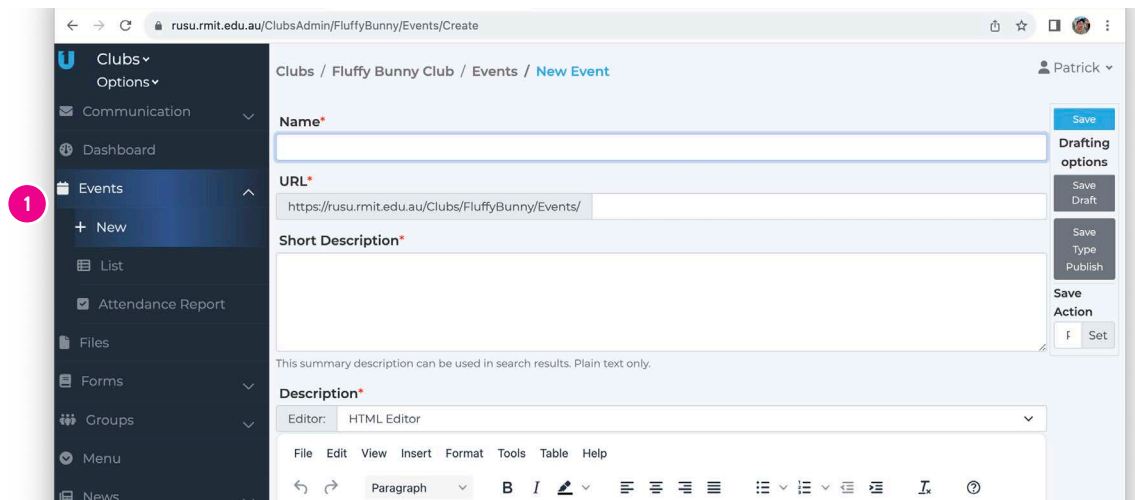 rusu.rmit.edu.au/ClubsAdmin/FluffyBunny/Events/Create
Clubs
Options
Communication
Dashboard
1
Events
+ New
List
Attendance Report
Files
Forms
Groups
Menu
News
Clubs / Fluffy Bunny Club / Events / New Event
Patrick
Name*
URL*
https://rusu.rmit.edu.au/Clubs/FluffyBunny/Events/
Short Description*
This summary description can be used in search results. Plain text only.
Description*
Editor: HTML Editor
File Edit View Insert Format Tools Table Help
Paragraph B I
Save
Drafting
options
Save
Draft
Save
Type
Publish
Save
Action
Set